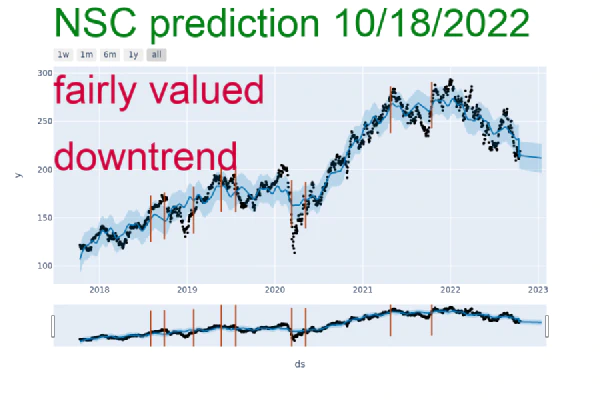 NSC prediction 10/18/2022
1w 1m 6m 1y all
300
fairly valued
250
y
200
downtrend
150
100
2018 2019 2020 2021 2022 2023
ds